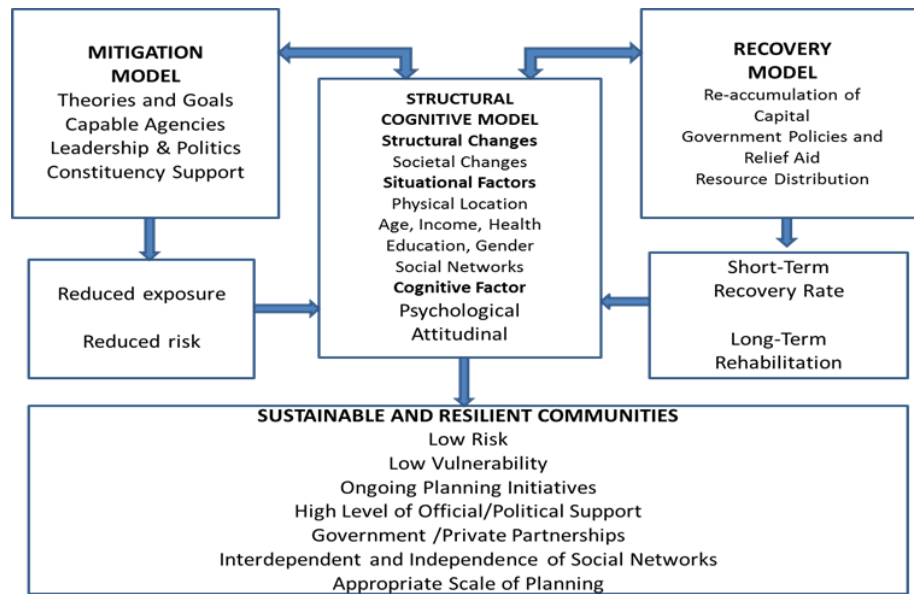 MITIGATION
MODEL
Theories and Goals
Capable Agencies
Leadership & Politics
Constituency Support
STRUCTURAL
COGNITIVE MODEL
Structural Changes
Societal Changes
Situational Factors
Physical Location
Age, Income, Health
Education, Gender
Social Networks
Cognitive Factor
Psychological
Attitudinal
RECOVERY
MODEL
Re-accumulation of
Capital
Government Policies and
Relief Aid
Resource Distribution
Reduced exposure
Reduced risk
Short-Term
Recovery Rate
Long-Term
Rehabilitation
SUSTAINABLE AND RESILIENT COMMUNITIES
Low Risk
Low Vulnerability
Ongoing Planning Initiatives
High Level of Official/Political Support
Government /Private Partnerships
Interdependent and Independence of Social Networks
Appropriate Scale of Planning